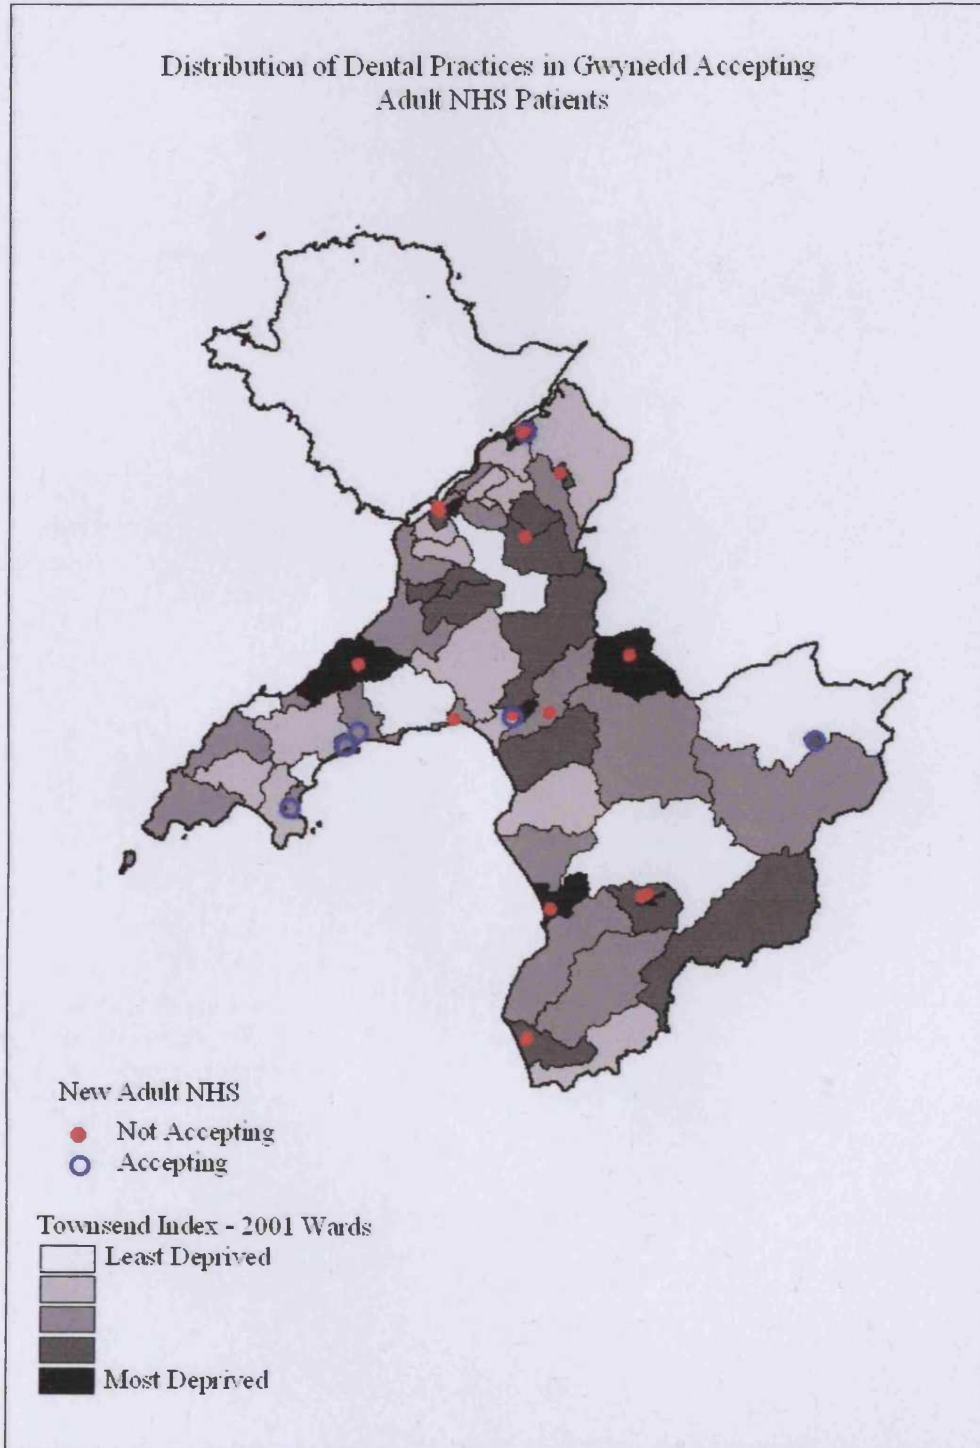 Distribution of Dental Practices in Gwynedd Accepting
Adult NHS Patients
New Adult NHS
Not Accepting
Accepting
Townsend Index - 2001 Wards
Least Deprived
Most Deprived